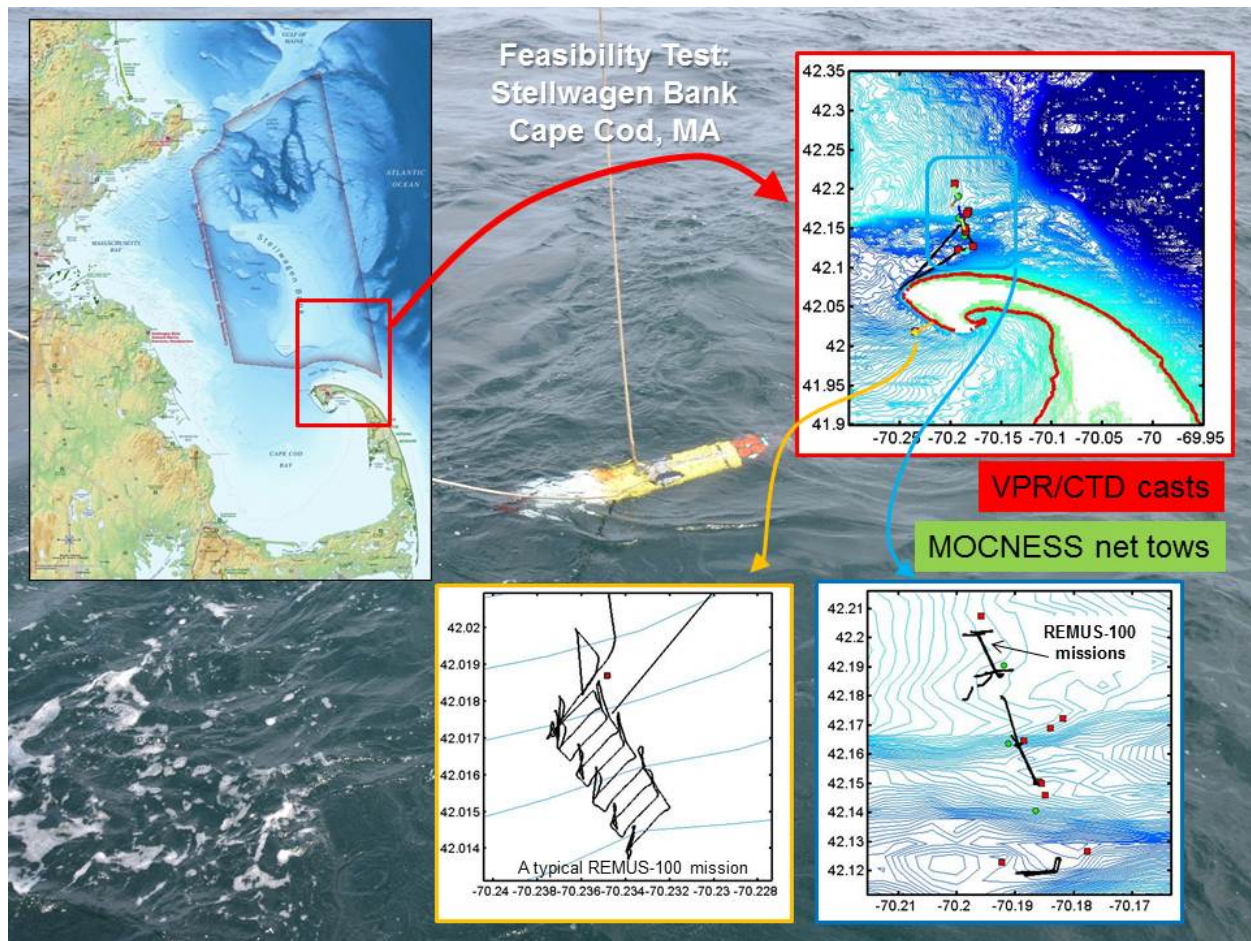 GULF OF
MAINE
ATLANTIC
OCEAN
MASSACHUSETTS
BAY
Stellwagen Bank
CAPE COD
BAY
Feasibility Test:
Stellwagen Bank
Cape Cod, MA
42.35
42.3
42.25
42.2
42.15
42.1
42.05
42
41.95
41.9
-70.25 -70.2 -70.15 -70.1 -70.05 -70 -69.95
VPR/CTD casts
MOCNESS net tows
42.02
42.019
42.018
42.017
42.016
42.015
42.014
A typical REMUS-100 mission
-70.24 -70.238 -70.236 -70.234 -70.232 -70.23 -70.228
42.21
42.2
42.19
42.18
42.17
42.16
42.15
42.14
42.13
42.12
REMUS-100
missions
-70.21 -70.2 -70.19 -70.18 -70.17